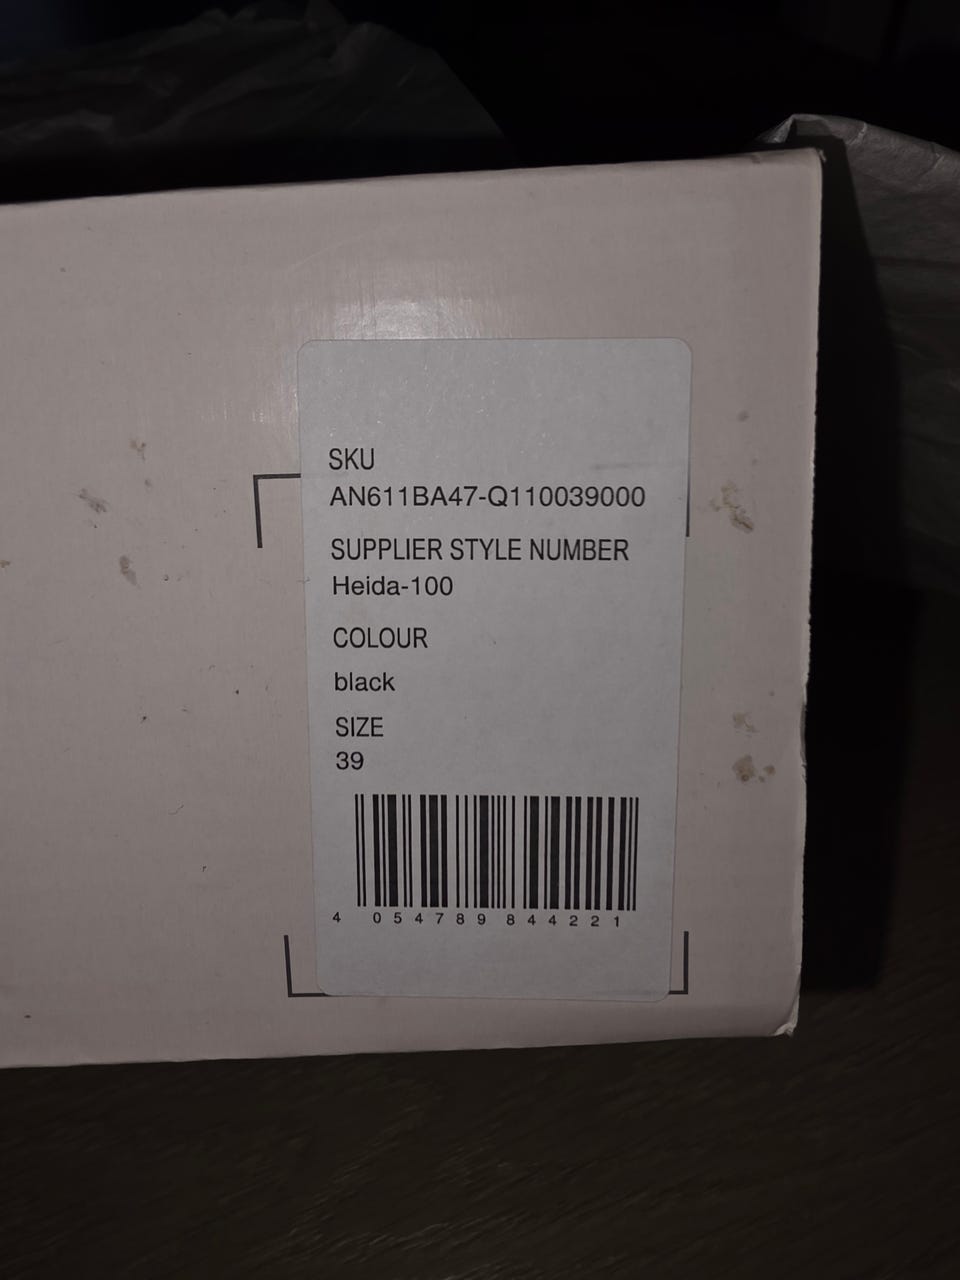 SKU
AN611BA47-Q110039000
SUPPLIER STYLE NUMBER
Heida-100
COLOUR
black
SIZE
39
4 054789 844221